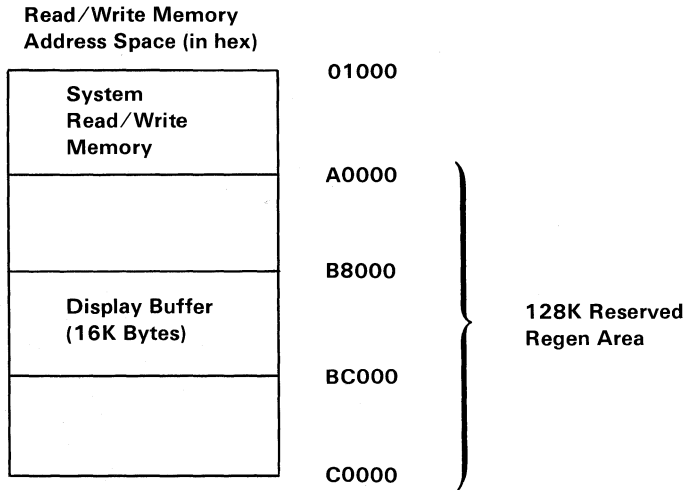 Read/Write Memory
Address Space (in hex)
01000
System
Read/Write
Memory
A0000
B8000
Display Buffer
(16K Bytes)
128K Reserved
Regen Area
BC000
C0000